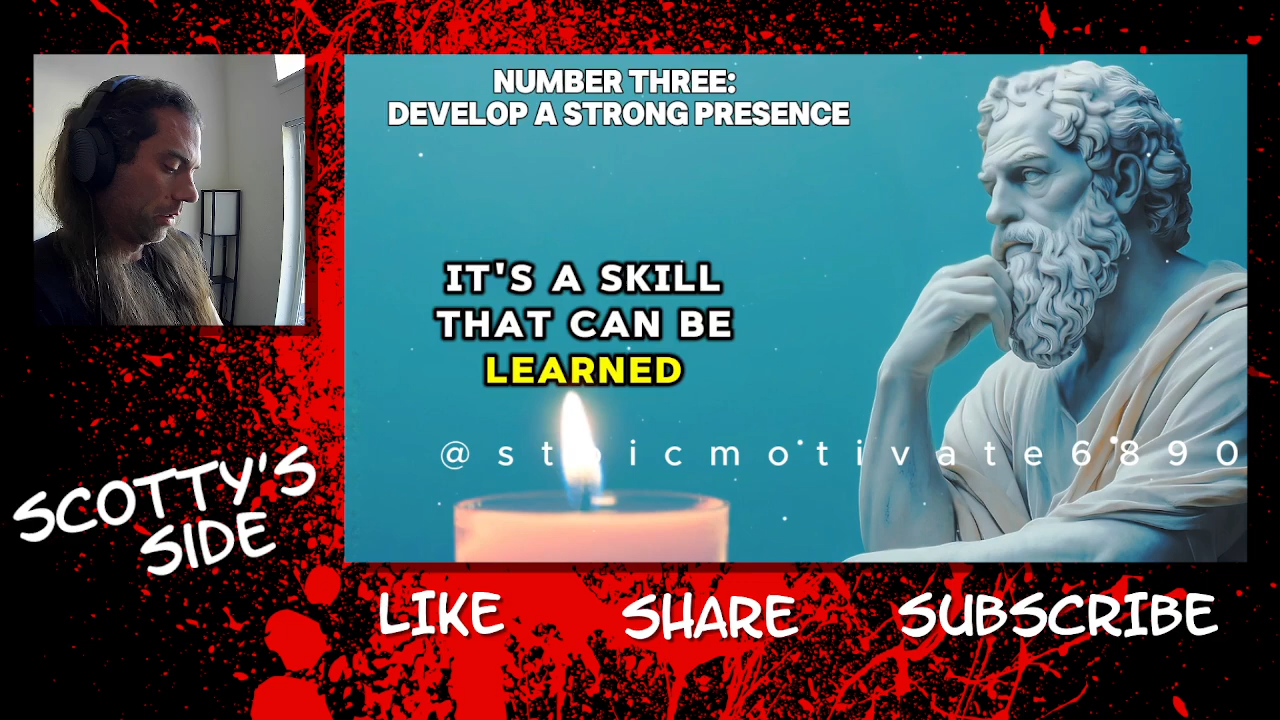 NUMBER THREE:
DEVELOP A STRONG PRESENCE
IT'S A SKILL
THAT CAN BE
LEARNED
@stoicmotivate6890
SCOTTY'S
SIDE
LIKE SHARE SUBSCRIBE